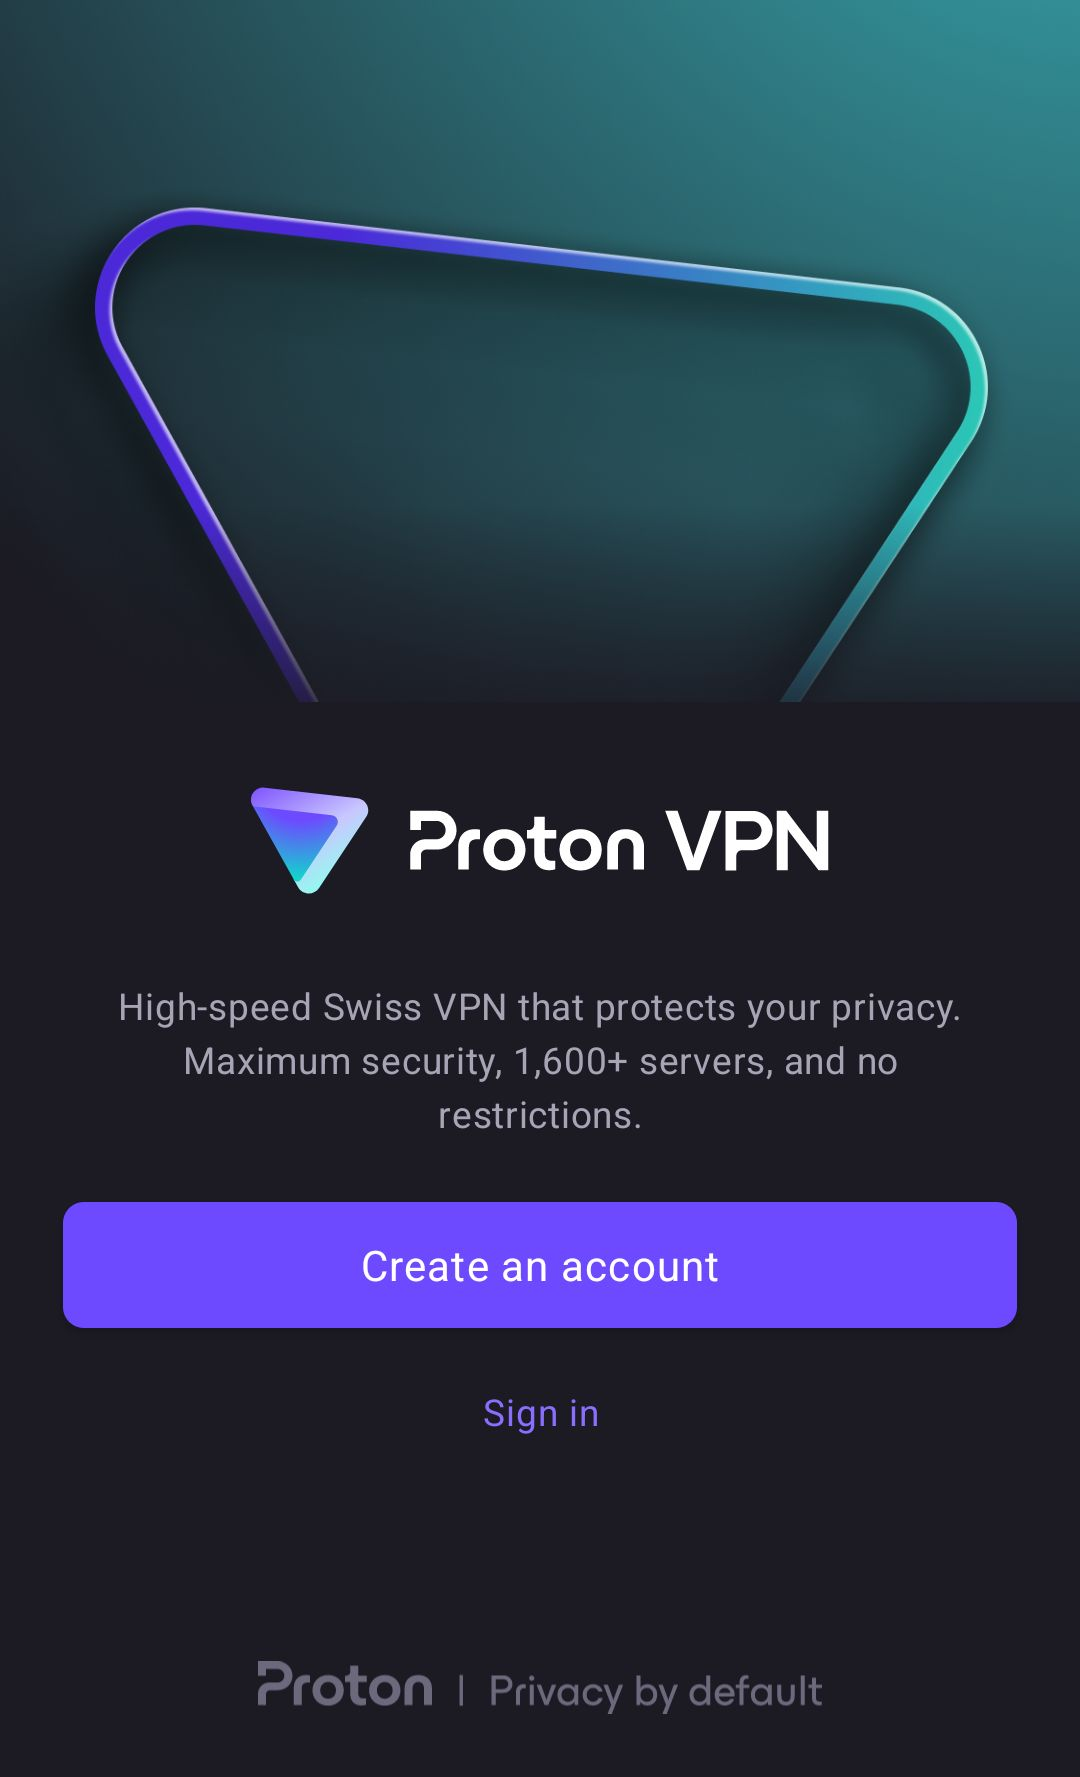 Proton VPN
High-speed Swiss VPN that protects your privacy.
Maximum security, 1,600+ servers, and no
restrictions.
Create an account
Sign in
Proton | Privacy by default